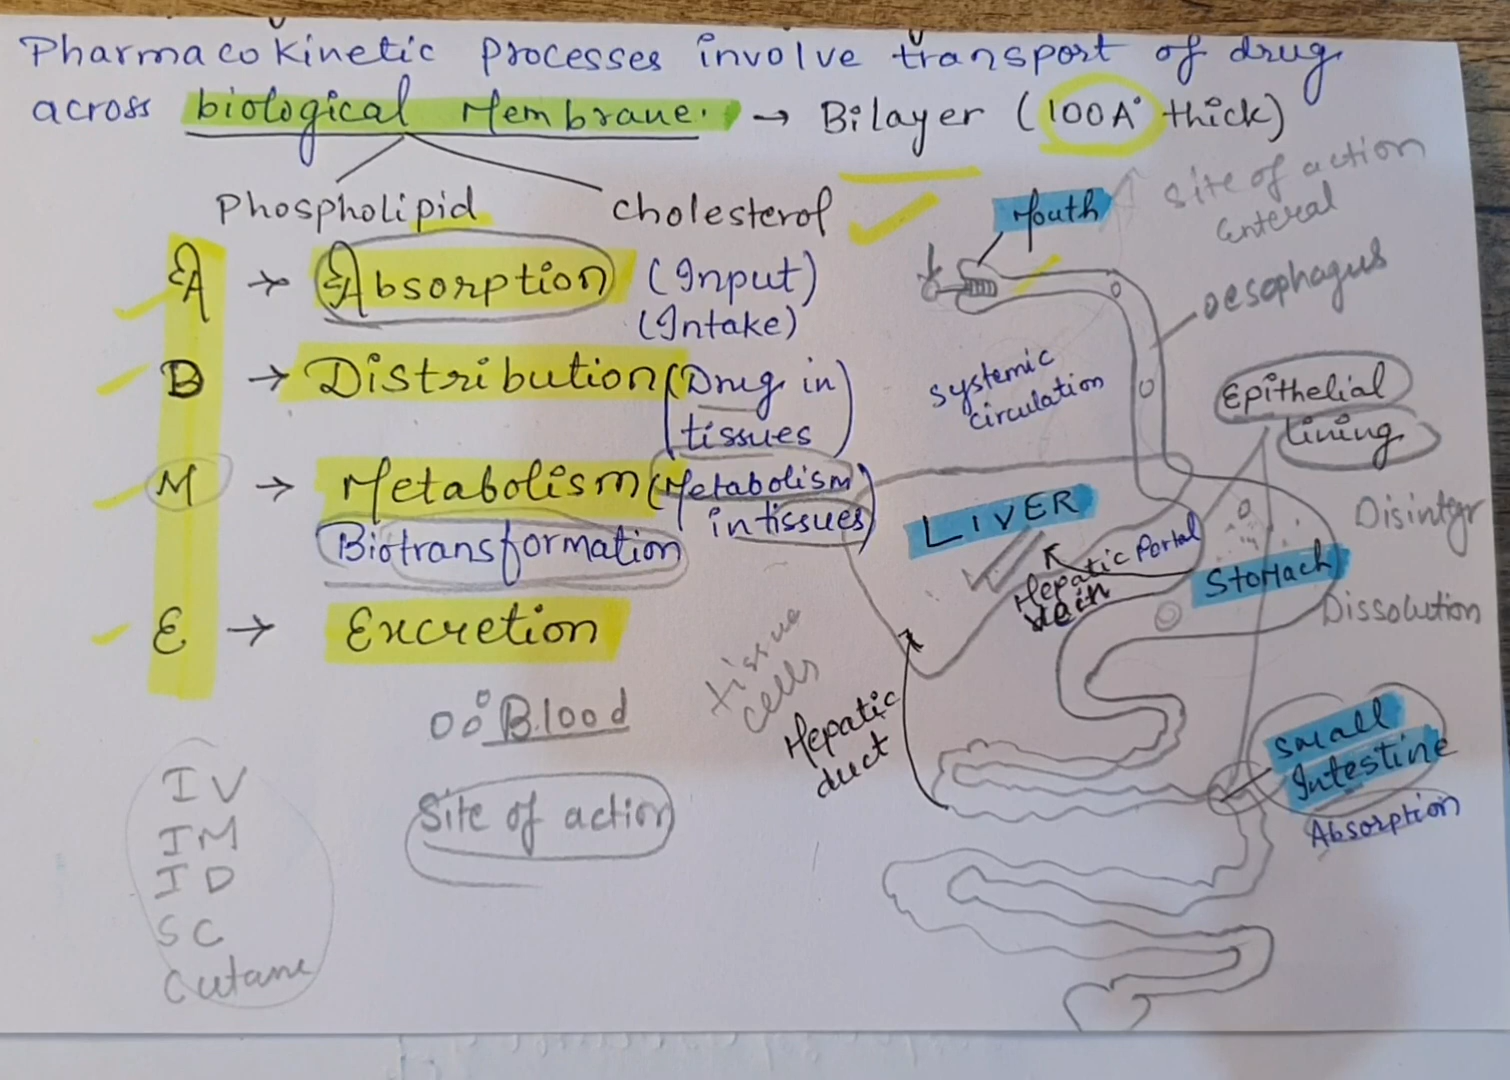 Pharmacokinetic Processes involve transport of drug
across biological Membrane. → Bilayer (100A° thick)
Phospholipid
cholesterol
A → Absorption (Input)
(Intake)
D → Distribution (Drug in
tissues)
M → Metabolism (Metabolism
in tissues)
Biotransformation
E → Excretion
Blood
Site of action
IV
IM
ID
SC
Cutane
Mouth
Site of action
enteral
oesophagus
systemic
circulation
Epithelial
lining
LIVER
Hepatic Portal
Vein
Stomach
Disintgr
Dissolution
tissue
cells
Hepatic
duct
Small
Intestine
Absorption